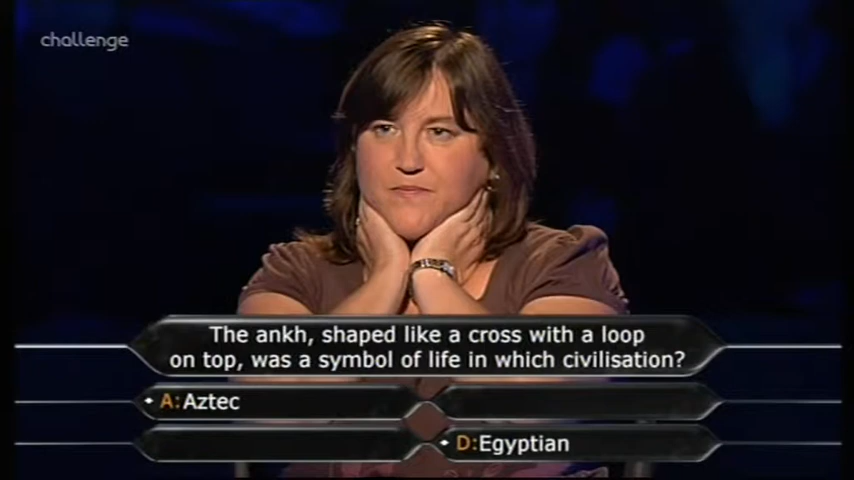 challenge
The ankh, shaped like a cross with a loop
on top, was a symbol of life in which civilisation?
A:Aztec
D:Egyptian